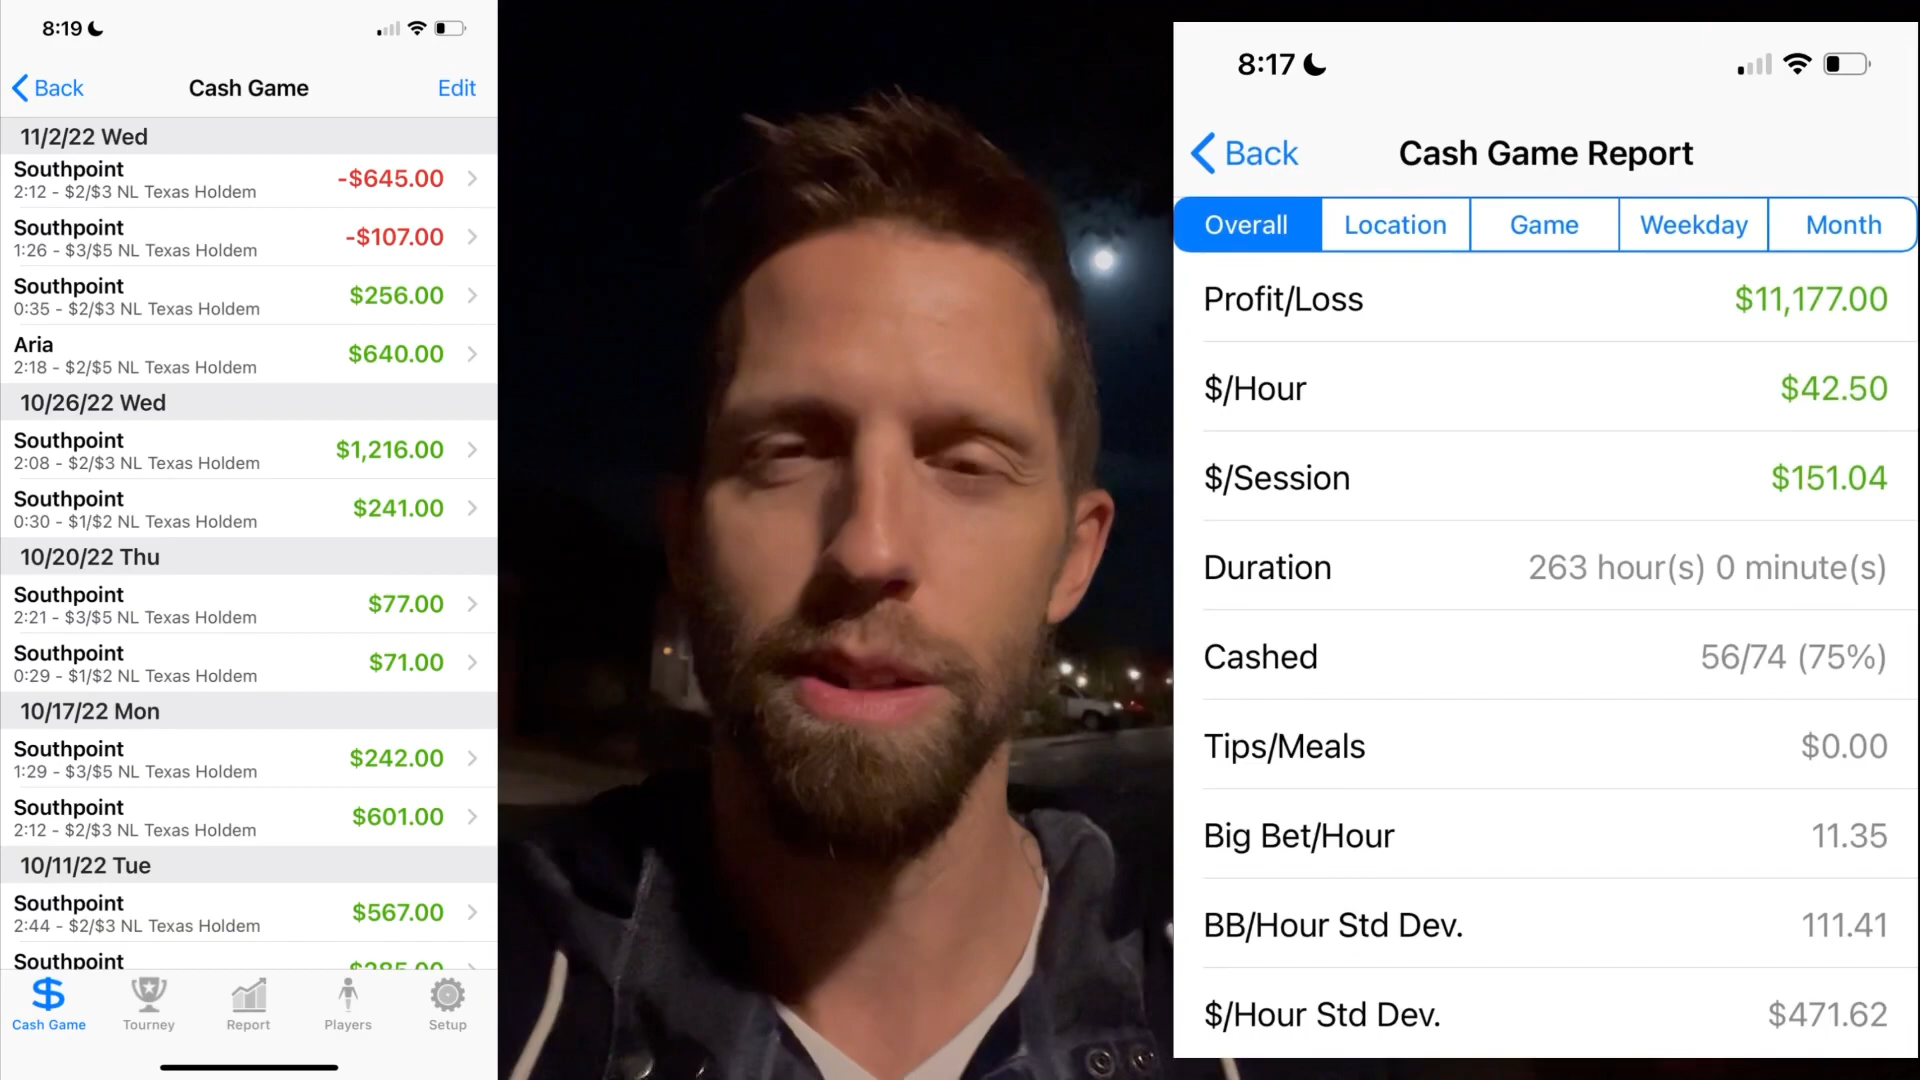 8:19
Back
Cash Game
Edit
11/2/22 Wed
Southpoint
-$645.00
2:12 - $2/$3 NL Texas Holdem
Southpoint
-$107.00
1:26 - $3/$5 NL Texas Holdem
Southpoint
$256.00
0:35 - $2/$3 NL Texas Holdem
Aria
$640.00
2:18 - $2/$5 NL Texas Holdem
10/26/22 Wed
Southpoint
$1,216.00
2:08 - $2/$3 NL Texas Holdem
Southpoint
$241.00
0:30 - $1/$2 NL Texas Holdem
10/20/22 Thu
Southpoint
$77.00
2:21 - $3/$5 NL Texas Holdem
Southpoint
$71.00
0:29 - $1/$2 NL Texas Holdem
10/17/22 Mon
Southpoint
$242.00
1:29 - $3/$5 NL Texas Holdem
Southpoint
$601.00
2:12 - $2/$3 NL Texas Holdem
10/11/22 Tue
Southpoint
$567.00
2:44 - $2/$3 NL Texas Holdem
Southpoint
Cash Game
Tourney
Report
Players
Setup
8:17
Back
Cash Game Report
Overall
Location
Game
Weekday
Month
Profit/Loss
$11,177.00
$/Hour
$42.50
$/Session
$151.04
Duration
263 hour(s) 0 minute(s)
Cashed
56/74 (75%)
Tips/Meals
$0.00
Big Bet/Hour
11.35
BB/Hour Std Dev.
111.41
$/Hour Std Dev.
$471.62